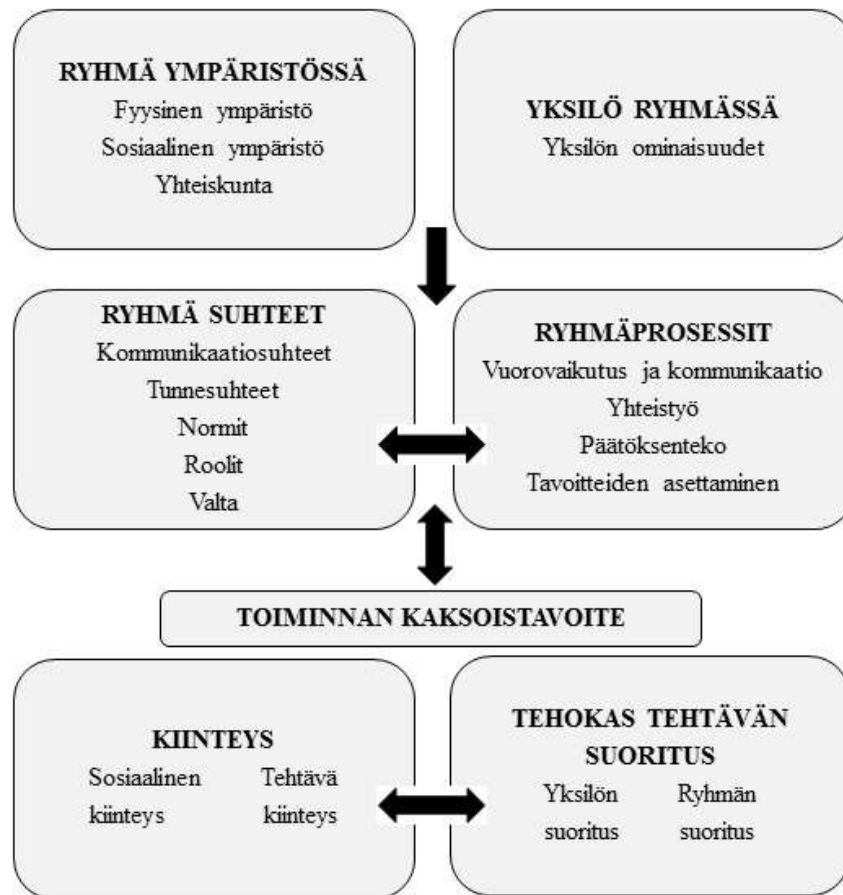 RYHMÄ YMPÄRISTÖSSÄ
Fyysinen ympäristö
Sosiaalinen ympäristö
Yhteiskunta
YKSILÖ RYHMÄSSÄ
Yksilön ominaisuudet
RYHMÄ SUHTEET
Kommunikaatiosuhteet
Tunnesuhteet
Normit
Roolit
Valta
RYHMÄPROSESSIT
Vuorovaikutus ja kommunikaatio
Yhteistyö
Päätöksenteko
Tavoitteiden asettaminen
TOIMINNAN KAKSOISTAVOITE
KIINTEYS
Sosiaalinen
kiinteys
Tehtävä
kiinteys
TEHOKAS TEHTÄVÄN
SUORITUS
Yksilön
suoritus
Ryhmän
suoritus